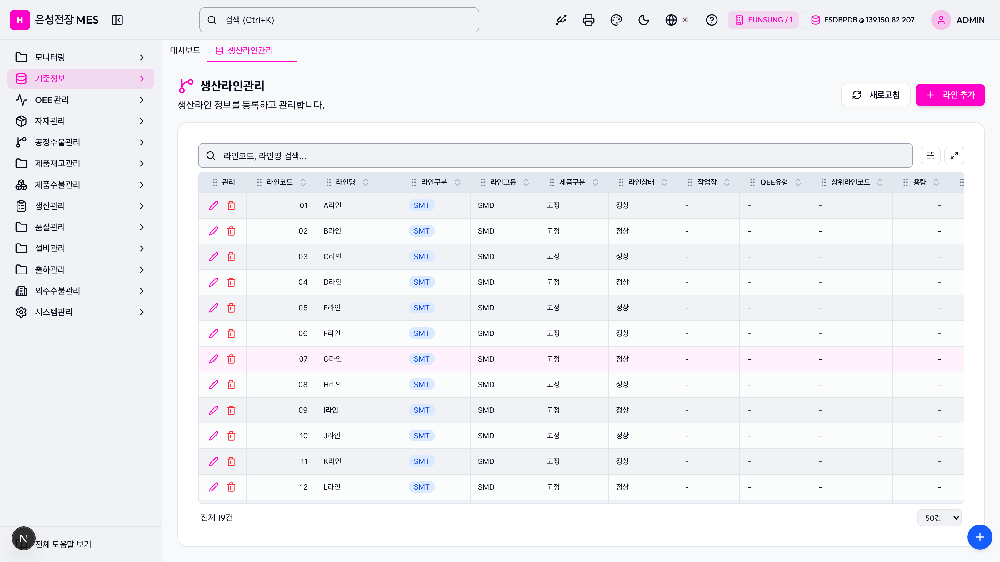 H 은성전장 MES
검색 (Ctrl+K)
EUNSUNG / 1
ESDBPDB @ 139.150.82.207
ADMIN
모니터링
기준정보
OEE 관리
자재관리
공정수불관리
제품재고관리
제품수불관리
생산관리
품질관리
설비관리
출하관리
외주수불관리
시스템관리
N 전체 도움말 보기
대시보드 생산라인관리
생산라인관리
생산라인 정보를 등록하고 관리합니다.
새로고침 라인 추가
라인코드, 라인명 검색...
관리 라인코드 라인명 라인구분 라인그룹 제품구분 라인상태 작업장 OEE유형 상위라인코드 용량
01 A라인 SMT SMD 고정 정상 - - - -
02 B라인 SMT SMD 고정 정상 - - - -
03 C라인 SMT SMD 고정 정상 - - - -
04 D라인 SMT SMD 고정 정상 - - - -
05 E라인 SMT SMD 고정 정상 - - - -
06 F라인 SMT SMD 고정 정상 - - - -
07 G라인 SMT SMD 고정 정상 - - - -
08 H라인 SMT SMD 고정 정상 - - - -
09 I라인 SMT SMD 고정 정상 - - - -
10 J라인 SMT SMD 고정 정상 - - - -
11 K라인 SMT SMD 고정 정상 - - - -
12 L라인 SMT SMD 고정 정상 - - - -
전체 19건
50건